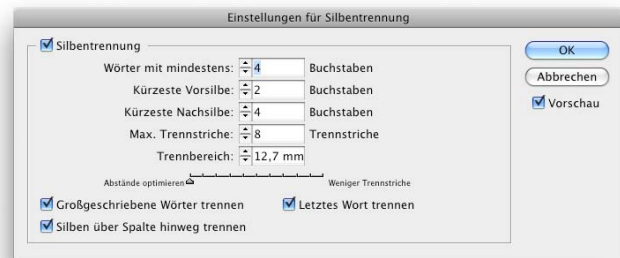 Einstellungen für Silbentrennung
Silbentrennung
Wörter mit mindestens: 4 Buchstaben
Kürzeste Vorsilbe: 2 Buchstaben
Kürzeste Nachsilbe: 4 Buchstaben
Max. Trennstriche: 8 Trennstriche
Trennbereich: 12,7 mm
Abstände optimieren Weniger Trennstriche
Großgeschriebene Wörter trennen Letztes Wort trennen
Silben über Spalte hinweg trennen
OK
Abbrechen
Vorschau